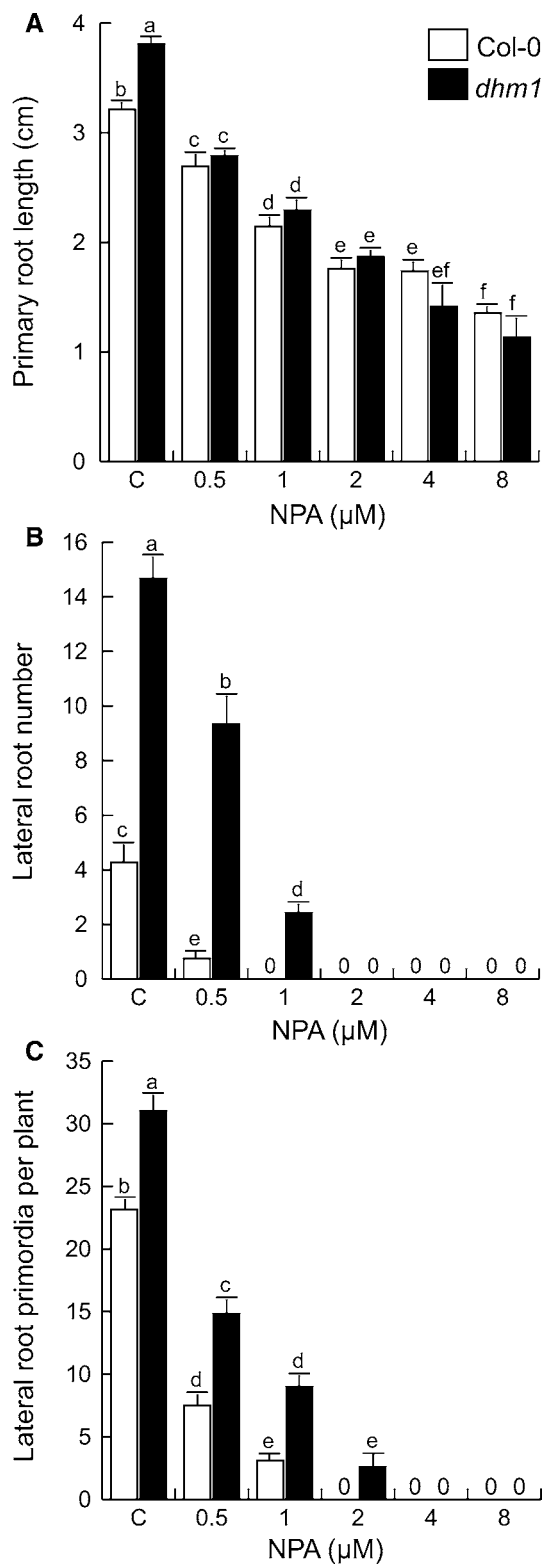 A
Col-0
dhm1
Primary root length (cm)
4
3
2
1
0
b a c c d d e e e ef f f
C 0.5 1 2 4 8
NPA (µM)
B
Lateral root number
16
14
12
10
8
6
4
2
0
c a e b 0 d 0 0 0 0 0 0
C 0.5 1 2 4 8
NPA (µM)
C
Lateral root primordia per plant
35
30
25
20
15
10
5
0
b a d c e d 0 e 0 0 0 0
C 0.5 1 2 4 8
NPA (µM)